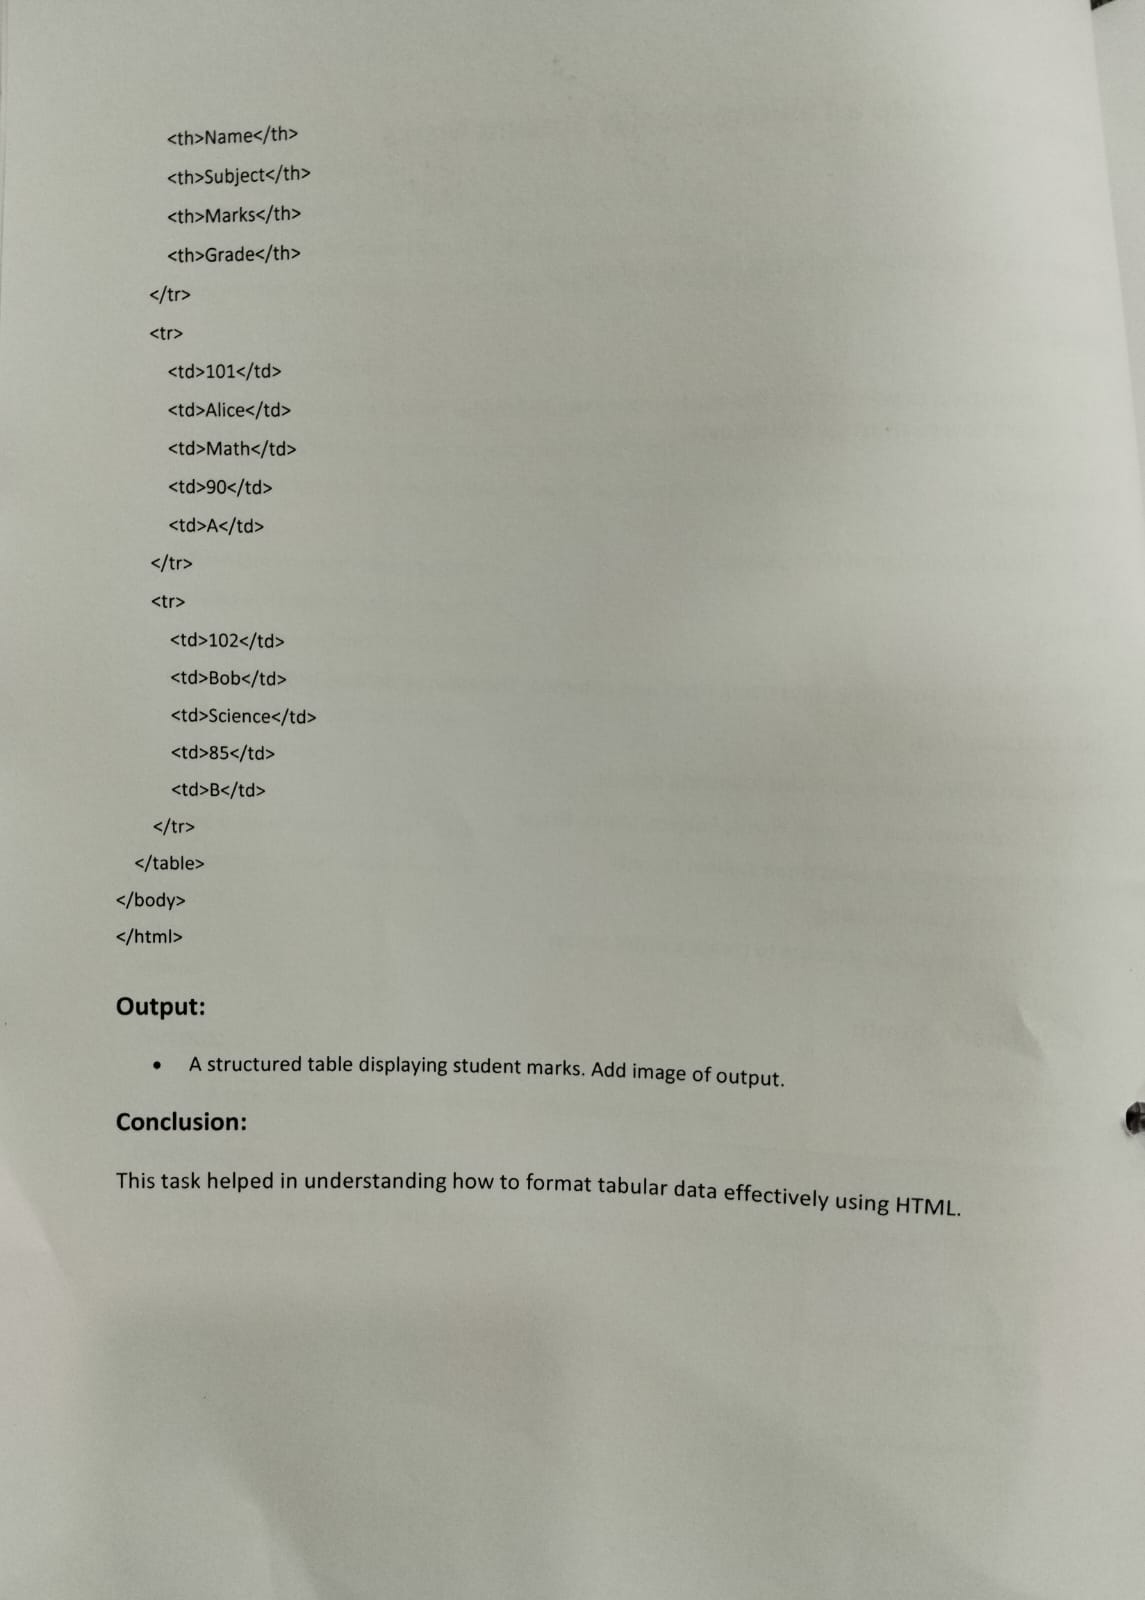 <th>Name</th>
<th>Subject</th>
<th>Marks</th>
<th>Grade</th>
</tr>
<tr>
<td>101</td>
<td>Alice</td>
<td>Math</td>
<td>90</td>
<td>A</td>
</tr>
<tr>
<td>102</td>
<td>Bob</td>
<td>Science</td>
<td>85</td>
<td>B</td>
</tr>
</table>
</body>
</html>
Output:
• A structured table displaying student marks. Add image of output.
Conclusion:
This task helped in understanding how to format tabular data effectively using HTML.